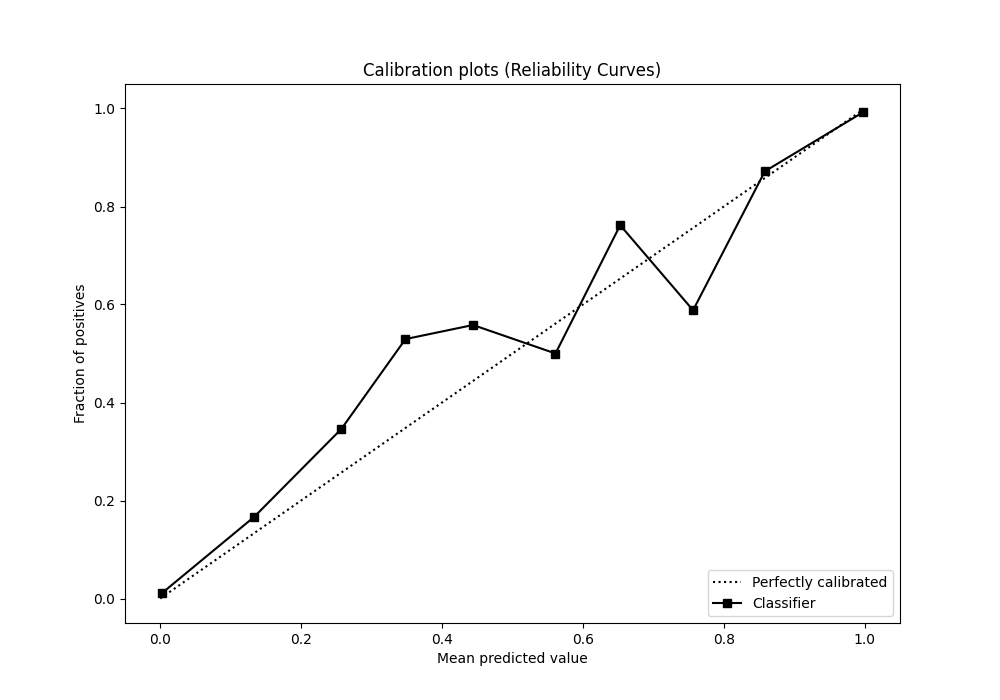 Calibration plots (Reliability Curves)
1.0
0.8
0.6
0.4
0.2
0.0
Fraction of positives
0.0 0.2 0.4 0.6 0.8 1.0
Mean predicted value
Perfectly calibrated
Classifier